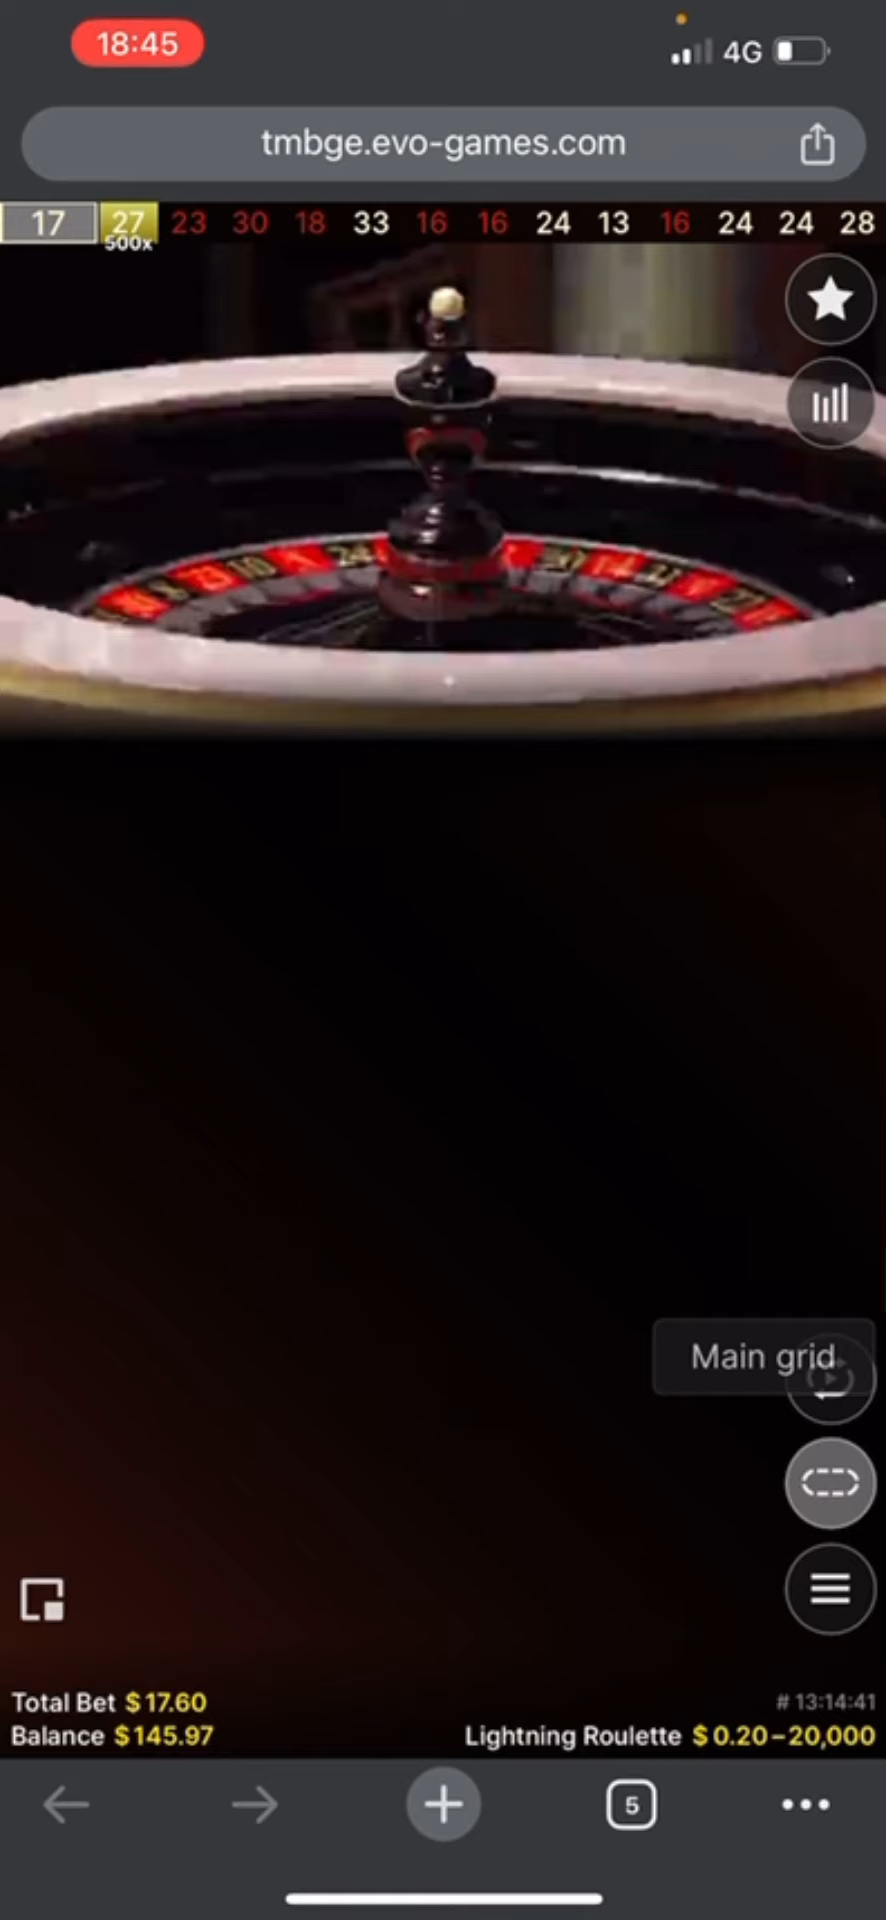 18:45
4G
tmbge.evo-games.com
17 27 23 30 18 33 16 16 24 13 16 24 24 28
500x
10
24
Main grid
Total Bet $17.60
# 13:14:41
Balance $145.97
Lightning Roulette $0.20–20,000
5